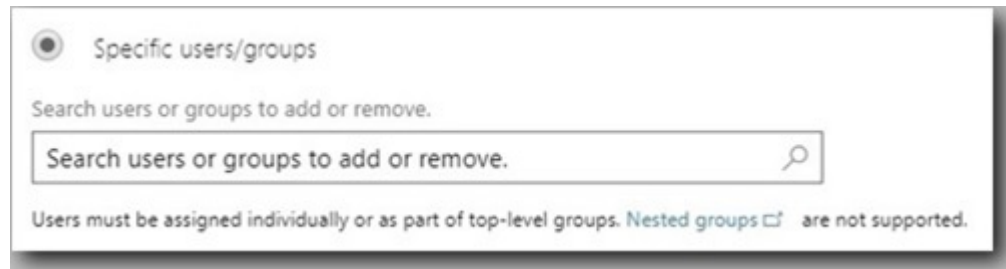 Specific users/groups
Search users or groups to add or remove.
Search users or groups to add or remove.
Users must be assigned individually or as part of top-level groups. Nested groups are not supported.